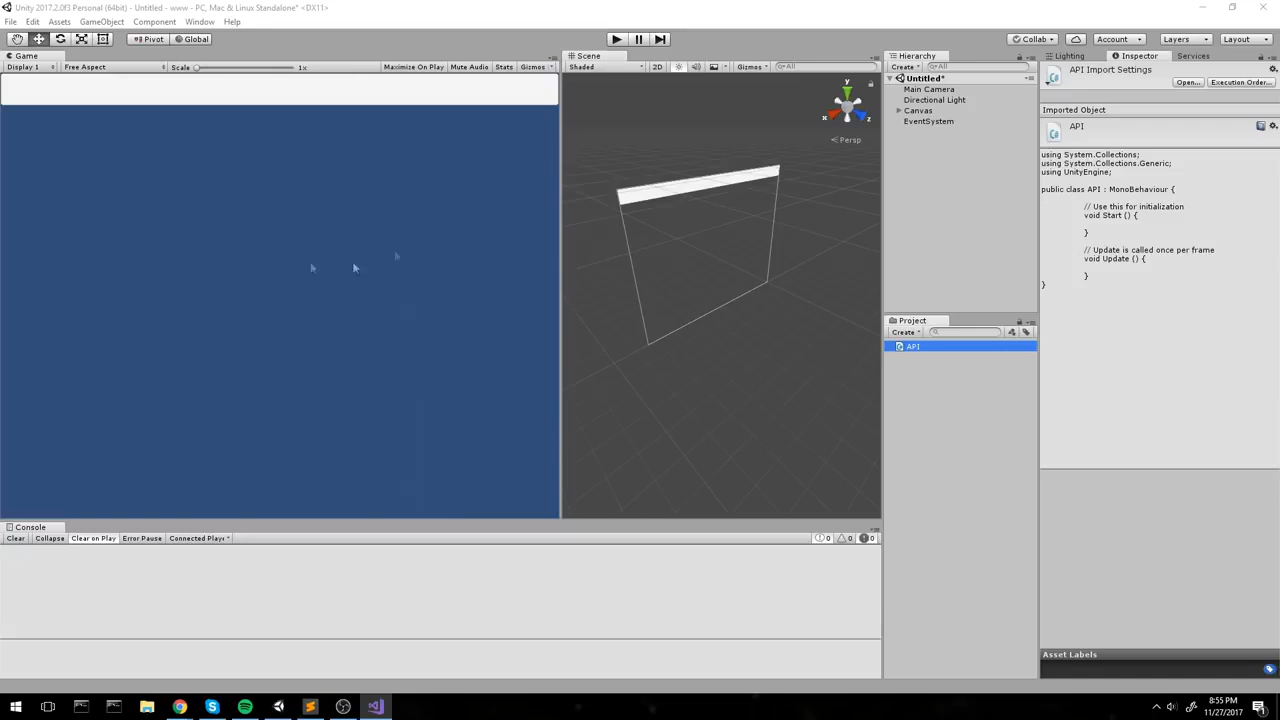 Unity 2017.2.0f3 Personal (64bit) - Untitled - www - PC, Mac & Linux Standalone* <DX11>
File Edit Assets GameObject Component Window Help
Pivot Global Collab Account Layers Layout
Game
Display 1 Free Aspect Scale 1x Maximize On Play Mute Audio Stats Gizmos
Scene
Shaded 2D Gizmos All
y
x
z
Persp
Hierarchy
Create All
Untitled*
Main Camera
Directional Light
Canvas
EventSystem
Project
Create
API
Lighting Inspector Services
API Import Settings
Open... Execution Order...
Imported Object
API
using System.Collections;
using System.Collections.Generic;
using UnityEngine;
public class API : MonoBehaviour {
// Use this for initialization
void Start () {
}
// Update is called once per frame
void Update () {
}
}
Asset Labels
Console
Clear Collapse Clear on Play Error Pause Connected Play 0 0 0
8:55 PM
11/27/2017